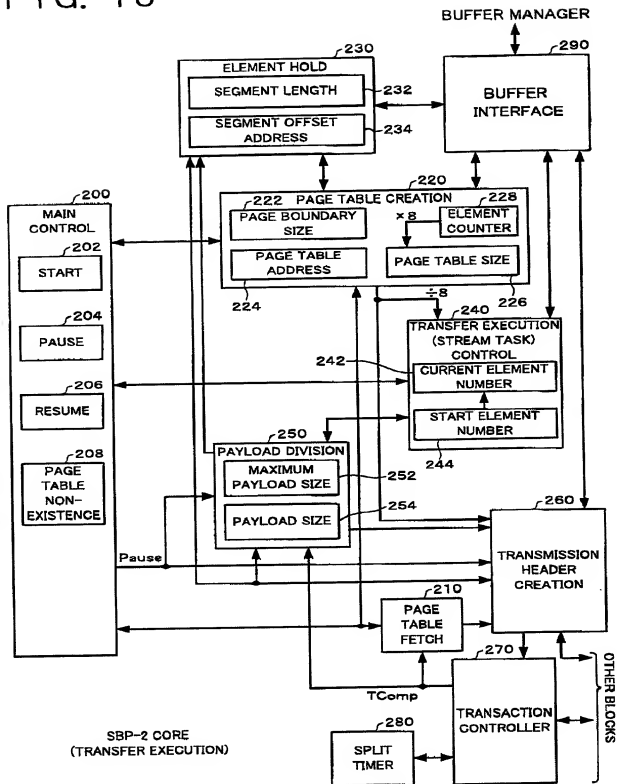 BUFFER MANAGER
230
ELEMENT HOLD
SEGMENT LENGTH
232
SEGMENT OFFSET
ADDRESS
234
290
BUFFER
INTERFACE
200
MAIN
CONTROL
202
START
204
PAUSE
206
RESUME
208
PAGE
TABLE
NON-
EXISTENCE
220
222
PAGE TABLE CREATION
228
PAGE BOUNDARY
SIZE
×8
ELEMENT
COUNTER
PAGE TABLE
ADDRESS
PAGE TABLE SIZE
224
226
÷8
240
TRANSFER EXECUTION
(STREAM TASK)
CONTROL
242
CURRENT ELEMENT
NUMBER
START ELEMENT
NUMBER
244
250
PAYLOAD DIVISION
MAXIMUM
PAYLOAD SIZE
252
PAYLOAD SIZE
254
260
TRANSMISSION
HEADER
CREATION
Pause
210
PAGE
TABLE
FETCH
270
TRANSACTION
CONTROLLER
TComp
OTHER BLOCKS
280
SPLIT
TIMER
SBP-2 CORE
(TRANSFER EXECUTION)